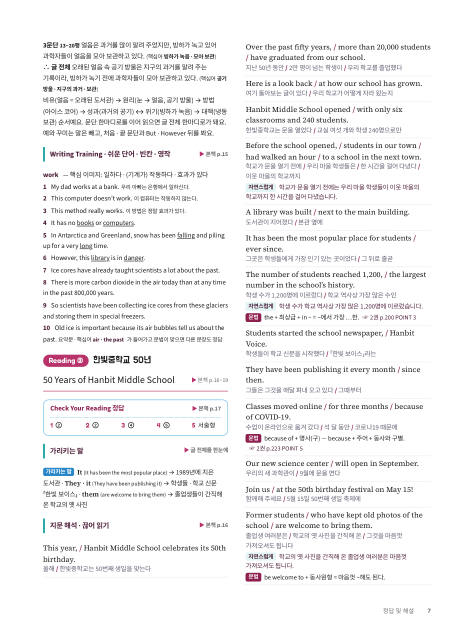 3문단 13~20행 얼음은 과거를 많이 알려 주었지만, 빙하가 녹고 있어
과학자들이 얼음을 모아 보관하고 있다. (핵심어 빙하가 녹음 · 모아 보관)
∴ 글 전체 오래된 얼음 속 공기 방울은 지구의 과거를 알려 주는
기록이라, 빙하가 녹기 전에 과학자들이 모아 보관하고 있다. (핵심어 공기
방울 · 지구의 과거 · 보관)
비유(얼음 = 오래된 도서관) → 원리(눈 → 얼음, 공기 방울) → 방법
(아이스 코어) → 성과(과거의 공기) ↔ 위기(빙하가 녹음) → 대책(냉동
보관) 순서예요. 문단 한마디로를 이어 읽으면 글 전체 한마디로가 돼요.
예와 꾸미는 말은 빼고, 처음 · 끝 문단과 But · However 뒤를 봐요.
Writing Training · 쉬운 단어 · 빈칸 · 영작 ▶ 본책 p.15
work — 핵심 이미지: 일하다 · (기계가) 작동하다 · 효과가 있다
1 My dad works at a bank. 우리 아빠는 은행에서 일하신다.
2 This computer doesn't work. 이 컴퓨터는 작동하지 않는다.
3 This method really works. 이 방법은 정말 효과가 있다.
4 It has no books or computers.
5 In Antarctica and Greenland, snow has been falling and piling
up for a very long time.
6 However, this library is in danger.
7 Ice cores have already taught scientists a lot about the past.
8 There is more carbon dioxide in the air today than at any time
in the past 800,000 years.
9 So scientists have been collecting ice cores from these glaciers
and storing them in special freezers.
10 Old ice is important because its air bubbles tell us about the
past. 요약문 · 핵심어 air · the past 가 들어가고 문법이 맞으면 다른 문장도 정답
Reading ② 한빛중학교 50년
50 Years of Hanbit Middle School ▶ 본책 p.16~19
Check Your Reading 정답 ▶ 본책 p.17
1 ② 2 ② 3 ④ 4 ⑤ 5 서술형
가리키는 말 ▶ 글 전체를 한눈에
가리키는 말 It (It has been the most popular place) → 1989년에 지은
도서관 · They · it (They have been publishing it) → 학생들 · 학교 신문
『한빛 보이스』 · them (are welcome to bring them) → 졸업생들이 간직해
온 학교의 옛 사진
지문 해석 · 끊어 읽기 ▶ 본책 p.16
This year, / Hanbit Middle School celebrates its 50th
birthday.
올해 / 한빛중학교는 50번째 생일을 맞는다
Over the past fifty years, / more than 20,000 students
/ have graduated from our school.
지난 50년 동안 / 2만 명이 넘는 학생이 / 우리 학교를 졸업했다
Here is a look back / at how our school has grown.
여기 돌아보는 글이 있다 / 우리 학교가 어떻게 자라 왔는지
Hanbit Middle School opened / with only six
classrooms and 240 students.
한빛중학교는 문을 열었다 / 교실 여섯 개와 학생 240명으로만
Before the school opened, / students in our town /
had walked an hour / to a school in the next town.
학교가 문을 열기 전에 / 우리 마을 학생들은 / 한 시간을 걸어 다녔다 /
이웃 마을의 학교까지
자연스럽게 학교가 문을 열기 전에는 우리 마을 학생들이 이웃 마을의
학교까지 한 시간을 걸어 다녔습니다.
A library was built / next to the main building.
도서관이 지어졌다 / 본관 옆에
It has been the most popular place for students /
ever since.
그곳은 학생들에게 가장 인기 있는 곳이었다 / 그 뒤로 줄곧
The number of students reached 1,200, / the largest
number in the school's history.
학생 수가 1,200명에 이르렀다 / 학교 역사상 가장 많은 수인
자연스럽게 학생 수가 학교 역사상 가장 많은 1,200명에 이르렀습니다.
문법 the + 최상급 + in ~ = ~에서 가장 …한. ☞ 2권 p.200 POINT 3
Students started the school newspaper, / Hanbit
Voice.
학생들이 학교 신문을 시작했다 / 『한빛 보이스』라는
They have been publishing it every month / since
then.
그들은 그것을 매달 펴내 오고 있다 / 그때부터
Classes moved online / for three months / because
of COVID-19.
수업이 온라인으로 옮겨 갔다 / 석 달 동안 / 코로나19 때문에
문법 because of + 명사(구) — because + 주어 + 동사와 구별.
☞ 2권 p.223 POINT 5
Our new science center / will open in September.
우리의 새 과학관이 / 9월에 문을 연다
Join us / at the 50th birthday festival on May 15!
함께해 주세요 / 5월 15일 50번째 생일 축제에
Former students / who have kept old photos of the
school / are welcome to bring them.
졸업생 여러분은 / 학교의 옛 사진을 간직해 온 / 그것을 마음껏
가져오셔도 됩니다
자연스럽게 학교의 옛 사진을 간직해 온 졸업생 여러분은 마음껏
가져오셔도 됩니다.
문법 be welcome to + 동사원형 = 마음껏 ~해도 된다.
정답 및 해설 7